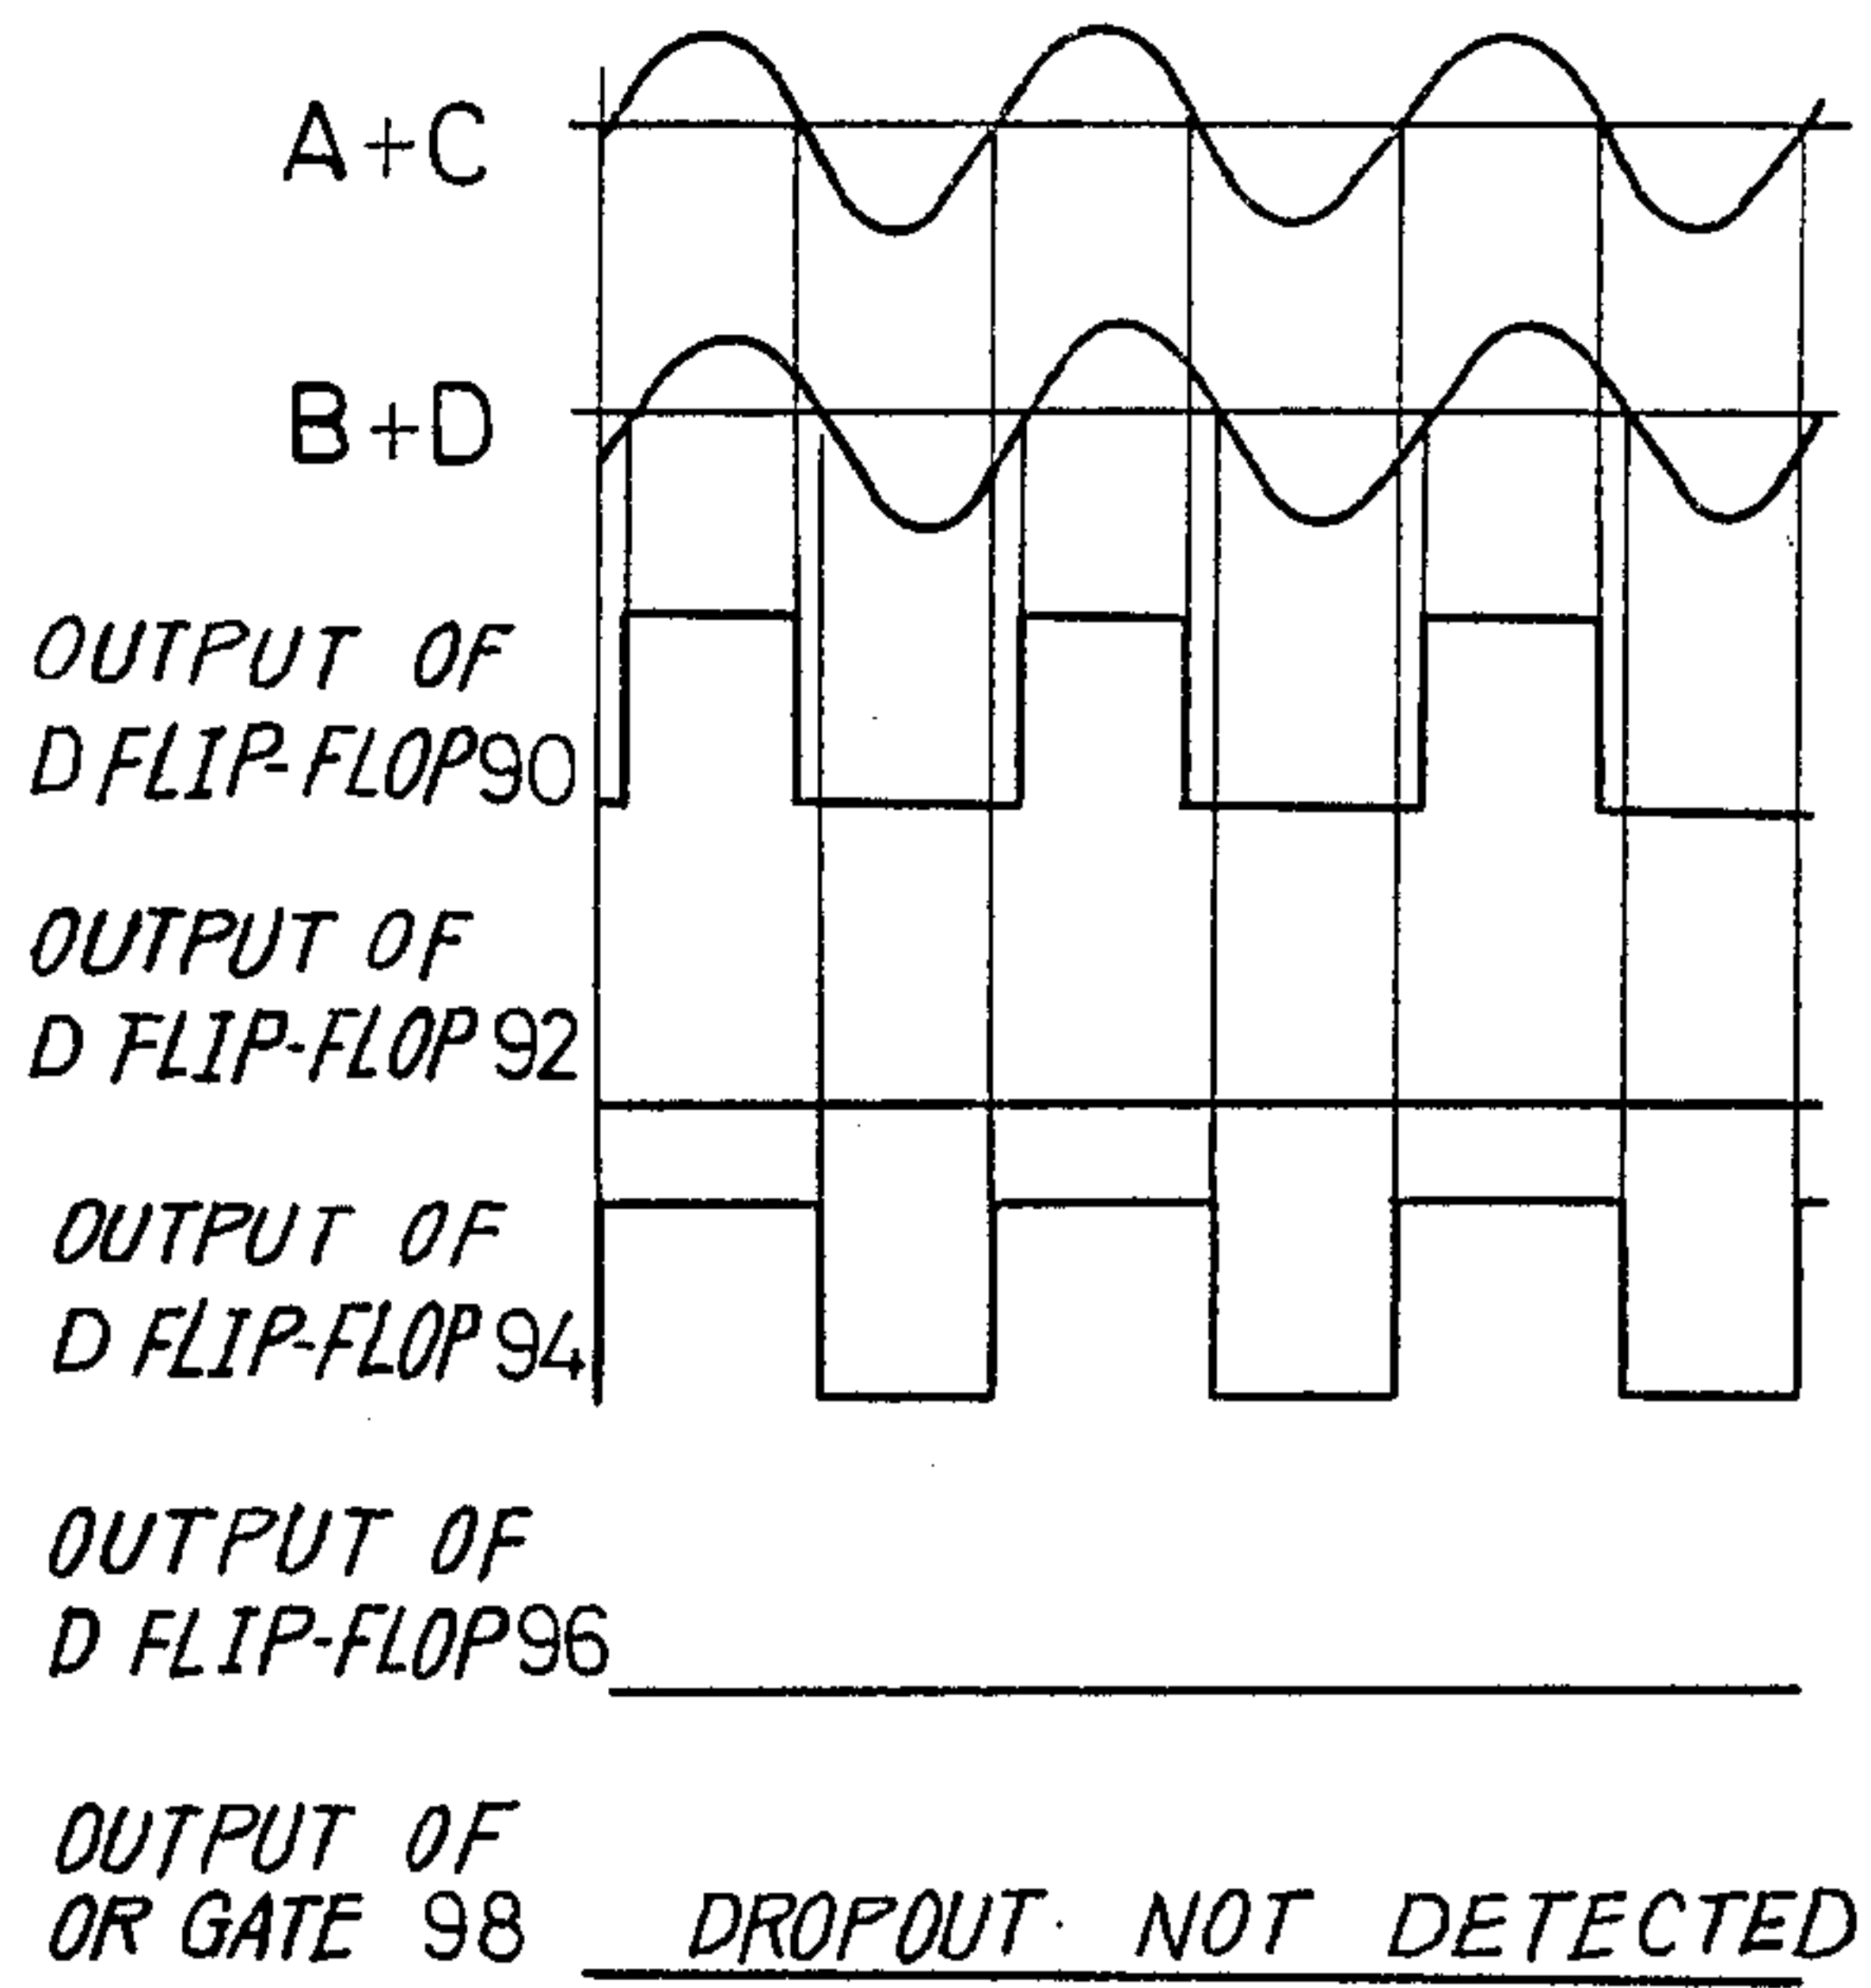 A+C
B+D
OUTPUT OF
D FLIP-FLOP 90
OUTPUT OF
D FLIP-FLOP 92
OUTPUT OF
D FLIP-FLOP 94
OUTPUT OF
D FLIP-FLOP 96
OUTPUT OF
OR GATE 98 DROPOUT NOT DETECTED